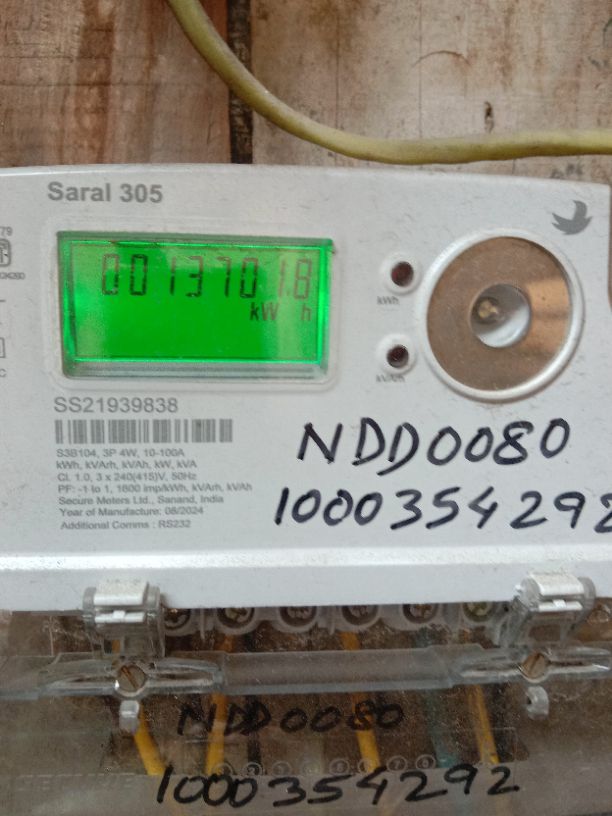 Saral 305
79
0013701.8
kW h
kWh
kVArh
SS21939838
S3B104, 3P 4W, 10-100A
kWh, kVArh, kVAh, kW, kVA
Cl. 1.0, 3 x 240(415)V, 50Hz
PF: -1 to 1, 1600 imp/kWh, kVArh, kVAh
Secure Meters Ltd., Sanand, India
Year of Manufacture: 08/2024
Additional Comms : RS232
NDD0080
1000354292
NDD0080
1000354292